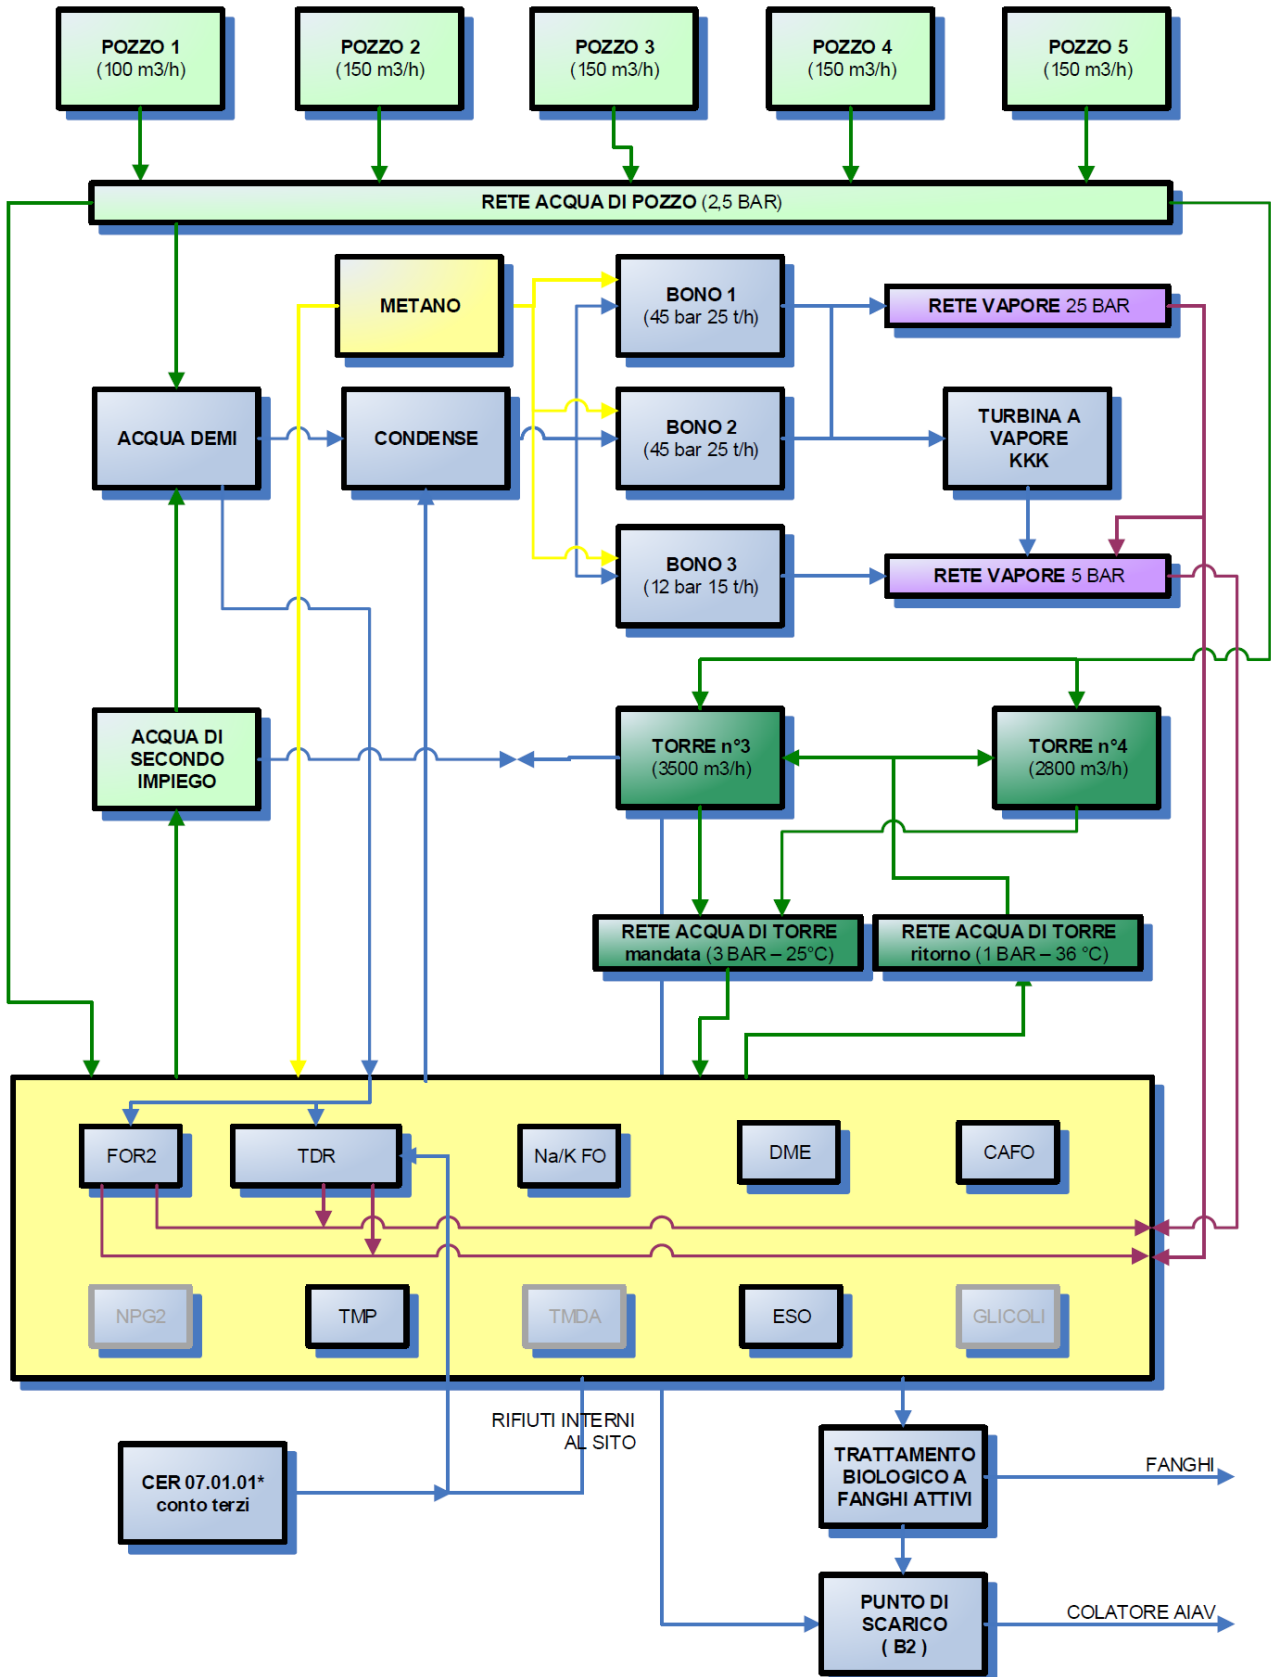 POZZO 1
(100 m3/h)
POZZO 2
(150 m3/h)
POZZO 3
(150 m3/h)
POZZO 4
(150 m3/h)
POZZO 5
(150 m3/h)
RETE ACQUA DI POZZO (2,5 BAR)
METANO
BONO 1
(45 bar 25 t/h)
RETE VAPORE 25 BAR
ACQUA DEMI
CONDENSE
BONO 2
(45 bar 25 t/h)
TURBINA A
VAPORE
KKK
BONO 3
(12 bar 15 t/h)
RETE VAPORE 5 BAR
ACQUA DI
SECONDO
IMPIEGO
TORRE n°3
(3500 m3/h)
TORRE n°4
(2800 m3/h)
RETE ACQUA DI TORRE
mandata (3 BAR – 25°C)
RETE ACQUA DI TORRE
ritorno (1 BAR – 36 °C)
FOR2
TDR
Na/K FO
DME
CAFO
NPG2
TMP
TMDA
ESO
GLICOLI
RIFIUTI INTERNI
AL SITO
CER 07.01.01*
conto terzi
TRATTAMENTO
BIOLOGICO A
FANGHI ATTIVI
FANGHI
PUNTO DI
SCARICO
( B2 )
COLATORE AIAV